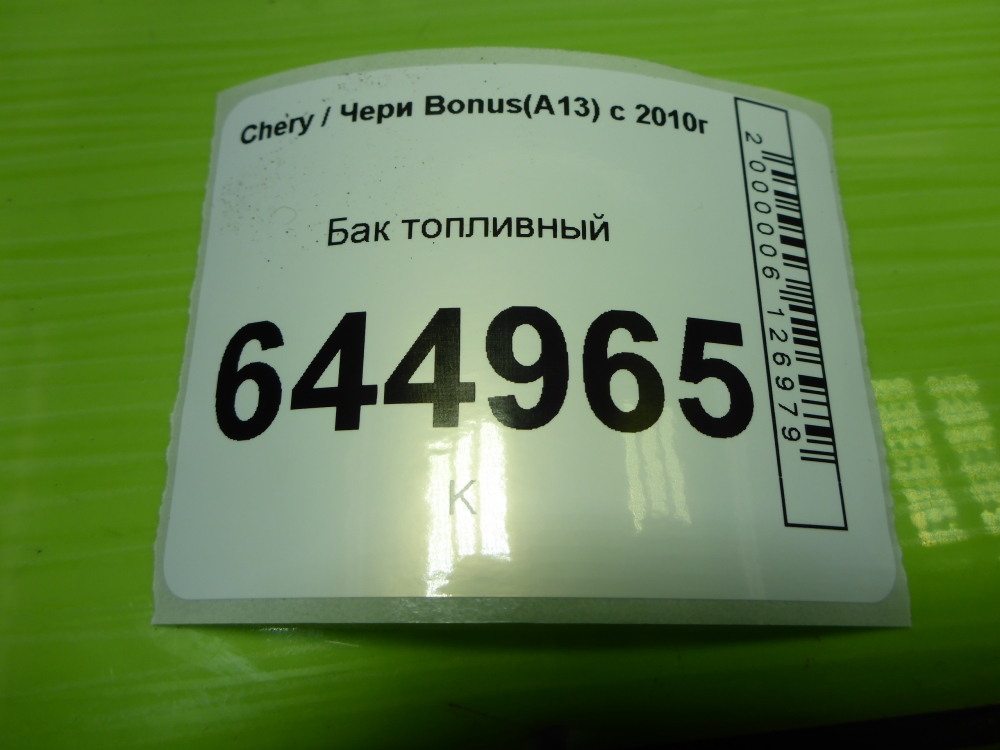 Chery / Чери Bonus(A13) с 2010г
Бак топливный
644965
К
2000006126979